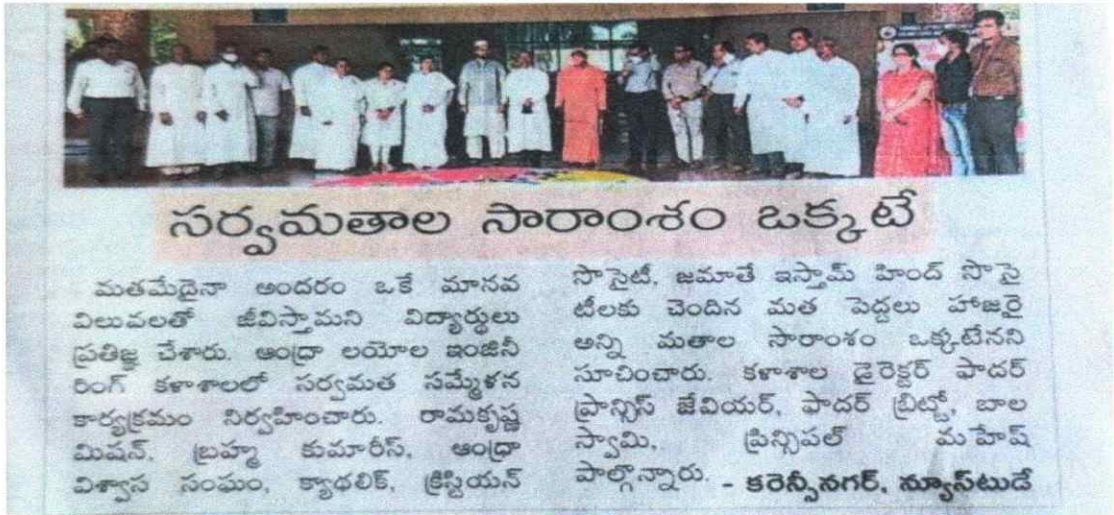 సర్వమతాల సారాంశం ఒక్కటే
మతమేదైనా అందరం ఒకే మానవ
విలువలతో జీవిస్తామని విద్యార్థులు
ప్రతిజ్ఞ చేశారు. ఆంధ్రా లయోల ఇంజినీ
రింగ్ కళాశాలలో సర్వమత సమ్మేళన
కార్యక్రమం నిర్వహించారు. రామకృష్ణ
మిషన్, బ్రహ్మ కుమారీస్, ఆంధ్రా
విశ్వాస సంఘం, క్యాథలిక్, క్రిస్టియన్
సొసైటీ, జమాతే ఇస్లామ్ హింద్ సొసై
టీలకు చెందిన మత పెద్దలు హాజరై
అన్ని మతాల సారాంశం ఒక్కటేనని
సూచించారు. కళాశాల డైరెక్టర్ ఫాదర్
ఫ్రాన్సిస్ జేవియర్, ఫాదర్ బ్రిట్టో, బాల
స్వామి, ప్రిన్సిపల్ మహేష్
పాల్గొన్నారు. - కరెన్సీనగర్, న్యూస్‌టుడే